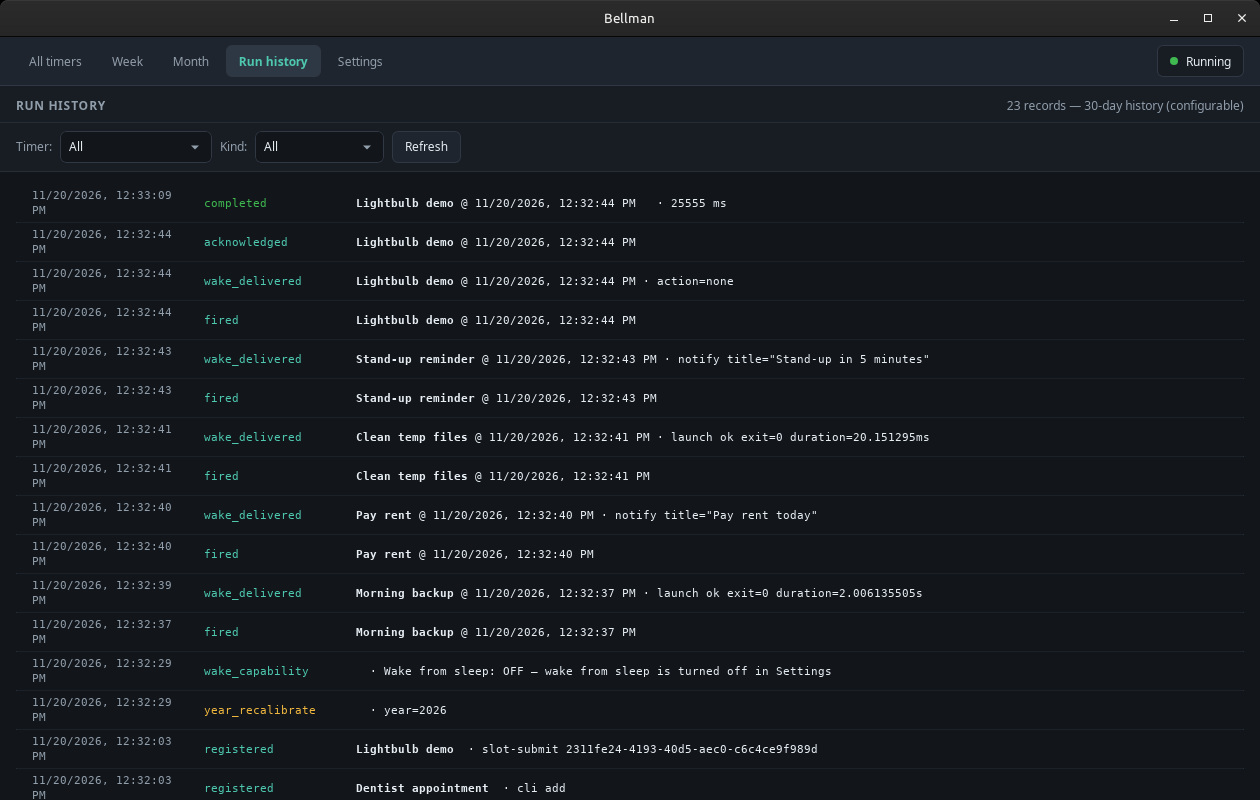 Bellman
All timers Week Month Run history Settings Running
RUN HISTORY 23 records — 30-day history (configurable)
Timer: All Kind: All Refresh
11/20/2026, 12:33:09 PM completed Lightbulb demo @ 11/20/2026, 12:32:44 PM · 25555 ms
11/20/2026, 12:32:44 PM acknowledged Lightbulb demo @ 11/20/2026, 12:32:44 PM
11/20/2026, 12:32:44 PM wake_delivered Lightbulb demo @ 11/20/2026, 12:32:44 PM · action=none
11/20/2026, 12:32:44 PM fired Lightbulb demo @ 11/20/2026, 12:32:44 PM
11/20/2026, 12:32:43 PM wake_delivered Stand-up reminder @ 11/20/2026, 12:32:43 PM · notify title="Stand-up in 5 minutes"
11/20/2026, 12:32:43 PM fired Stand-up reminder @ 11/20/2026, 12:32:43 PM
11/20/2026, 12:32:41 PM wake_delivered Clean temp files @ 11/20/2026, 12:32:41 PM · launch ok exit=0 duration=20.151295ms
11/20/2026, 12:32:41 PM fired Clean temp files @ 11/20/2026, 12:32:41 PM
11/20/2026, 12:32:40 PM wake_delivered Pay rent @ 11/20/2026, 12:32:40 PM · notify title="Pay rent today"
11/20/2026, 12:32:40 PM fired Pay rent @ 11/20/2026, 12:32:40 PM
11/20/2026, 12:32:39 PM wake_delivered Morning backup @ 11/20/2026, 12:32:37 PM · launch ok exit=0 duration=2.006135505s
11/20/2026, 12:32:37 PM fired Morning backup @ 11/20/2026, 12:32:37 PM
11/20/2026, 12:32:29 PM wake_capability · Wake from sleep: OFF — wake from sleep is turned off in Settings
11/20/2026, 12:32:29 PM year_recalibrate · year=2026
11/20/2026, 12:32:03 PM registered Lightbulb demo · slot-submit 2311fe24-4193-40d5-aec0-c6c4ce9f989d
11/20/2026, 12:32:03 PM registered Dentist appointment · cli add